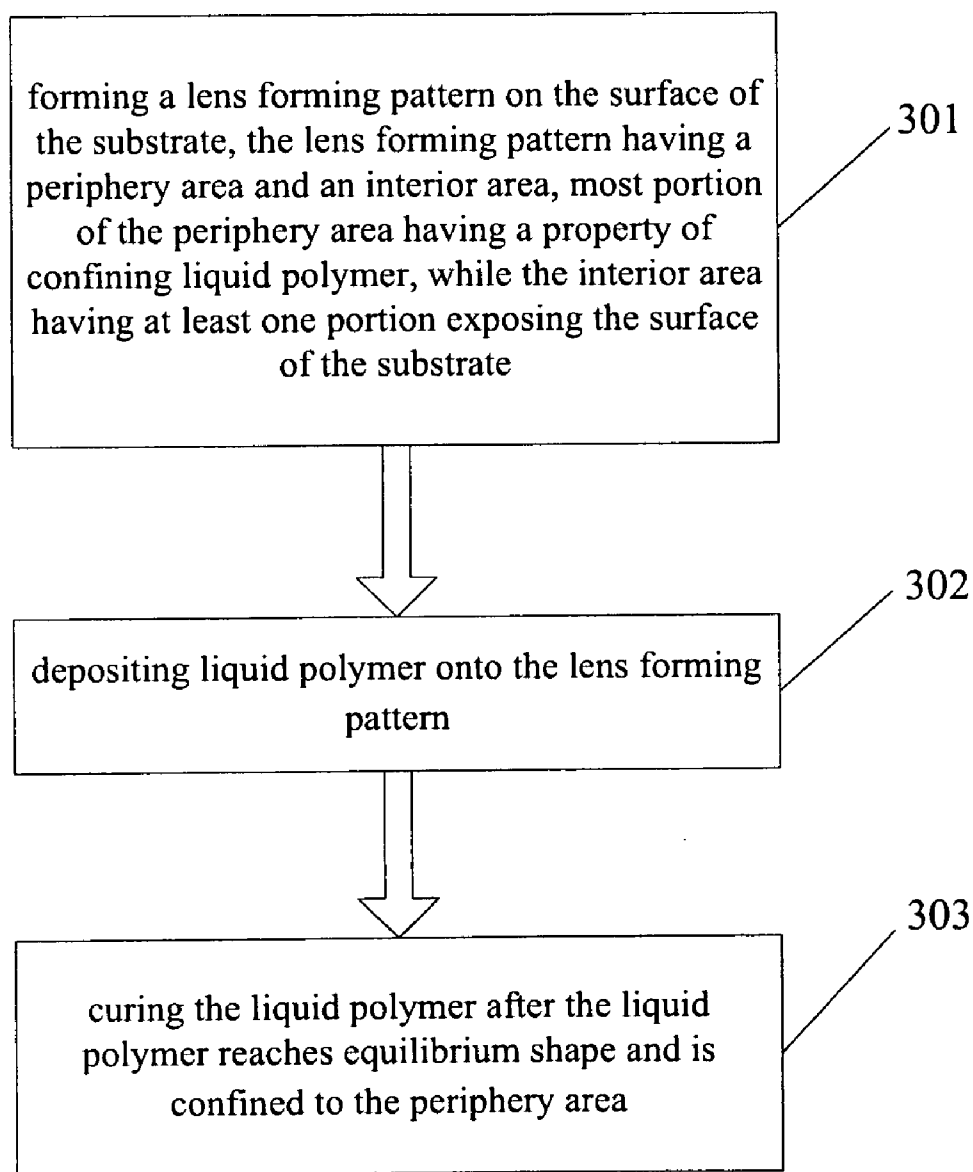 forming a lens forming pattern on the surface of
the substrate, the lens forming pattern having a
periphery area and an interior area, most portion
of the periphery area having a property of
confining liquid polymer, while the interior area
having at least one portion exposing the surface
of the substrate
301
depositing liquid polymer onto the lens forming
pattern
302
curing the liquid polymer after the liquid
polymer reaches equilibrium shape and is
confined to the periphery area
303